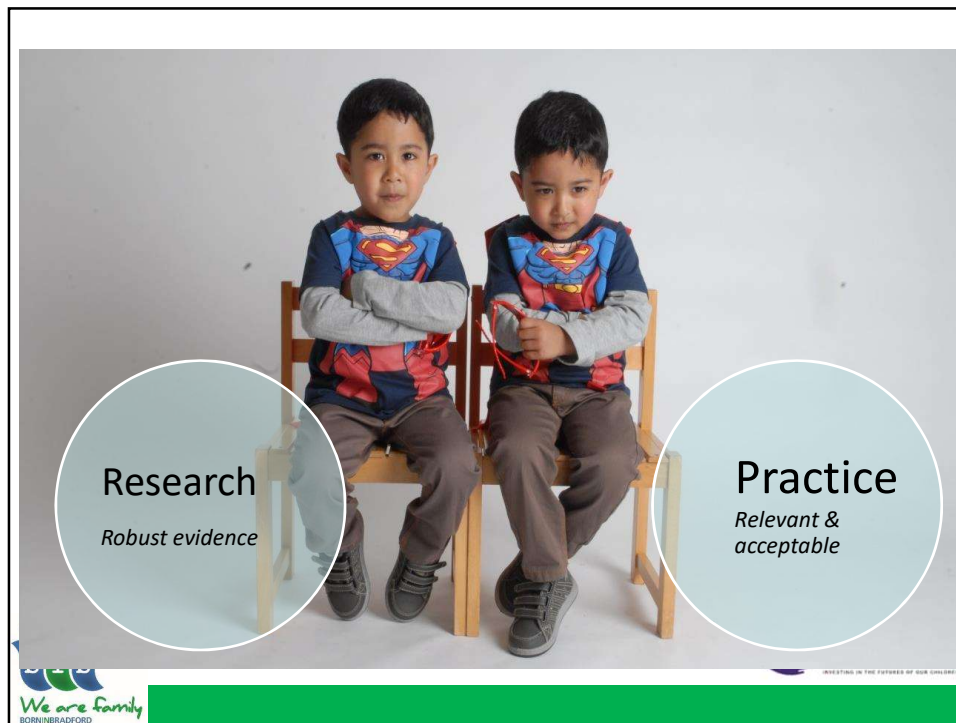 Research
Robust evidence
Practice
Relevant &
acceptable
We are family
BORNINBRADFORD
INVESTING IN THE FUTURES OF OUR CHILDREN